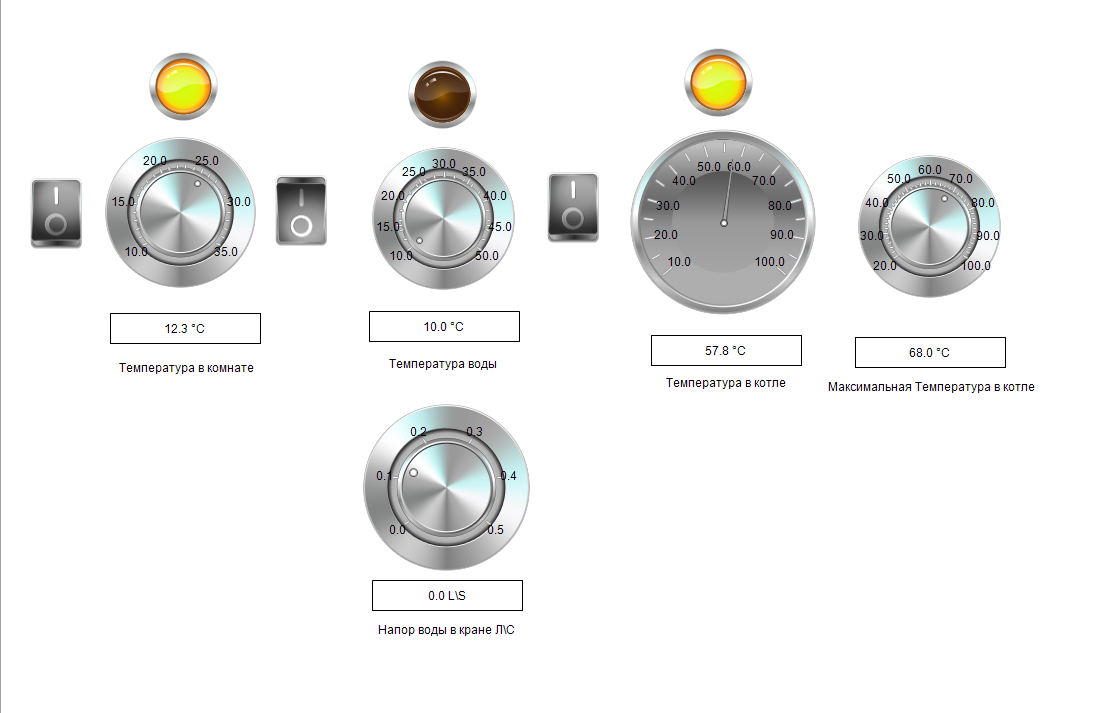 20.0 25.0
15.0 30.0
10.0 35.0
12.3 °C
Температура в комнате
25.0 30.0 35.0
20.0 40.0
15.0 45.0
10.0 50.0
10.0 °C
Температура воды
50.0 60.0
40.0 70.0
30.0 80.0
20.0 90.0
10.0 100.0
57.8 °C
Температура в котле
50.0 60.0 70.0
40.0 80.0
30.0 90.0
20.0 100.0
68.0 °C
Максимальная Температура в котле
0.2 0.3
0.1 0.4
0.0 0.5
0.0 L\S
Напор воды в кране Л\С